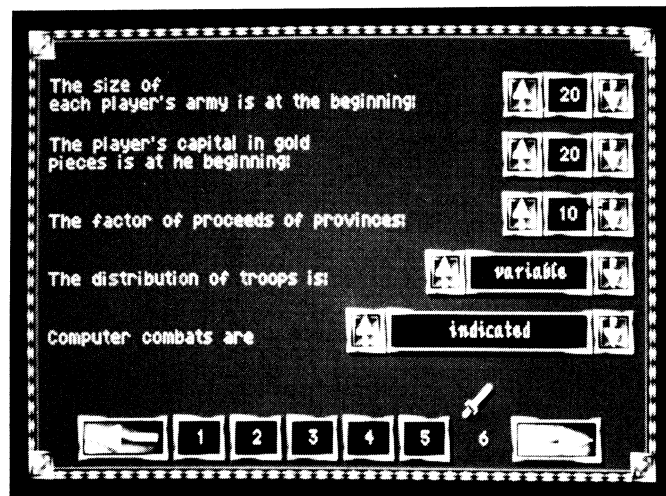 The size of
each player's army is at the beginning:
20
The player's capital in gold
pieces is at he beginning:
20
The factor of proceeds of provinces:
10
The distribution of troops is:
variable
Computer combats are
indicated
1 2 3 4 5 6